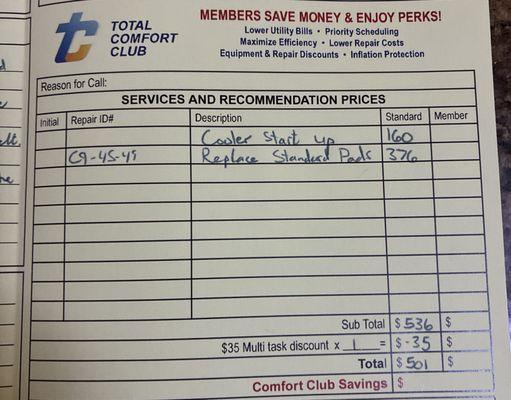 TOTAL
COMFORT
CLUB
MEMBERS SAVE MONEY & ENJOY PERKS!
Lower Utility Bills • Priority Scheduling
Maximize Efficiency • Lower Repair Costs
Equipment & Repair Discounts • Inflation Protection
Reason for Call:
SERVICES AND RECOMMENDATION PRICES
Initial Repair ID# Description Standard Member
Cooler Start up 160
Replace Standard Pads 376
Sub Total $ 536 $
$35 Multi task discount x 1 = $ -35 $
Total $ 501 $
Comfort Club Savings $